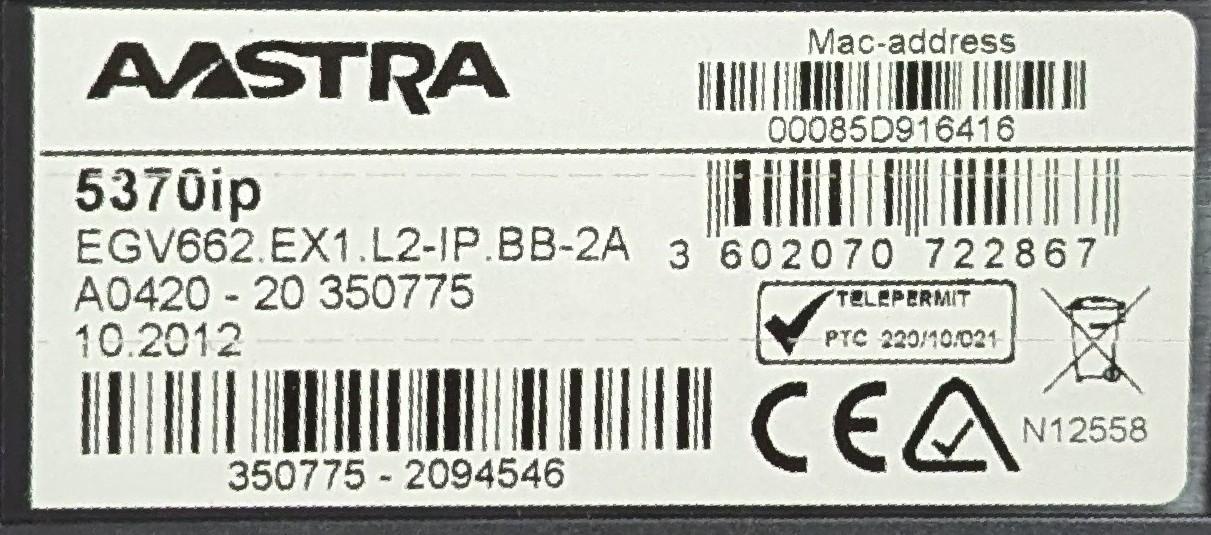 AASTRA
Mac-address
00085D916416
5370ip
EGV662.EX1.L2-IP.BB-2A
A0420 - 20 350775
10.2012
350775 - 2094546
3 602070 722867
TELEPERMIT
PTC 220/10/021
CE
N12558